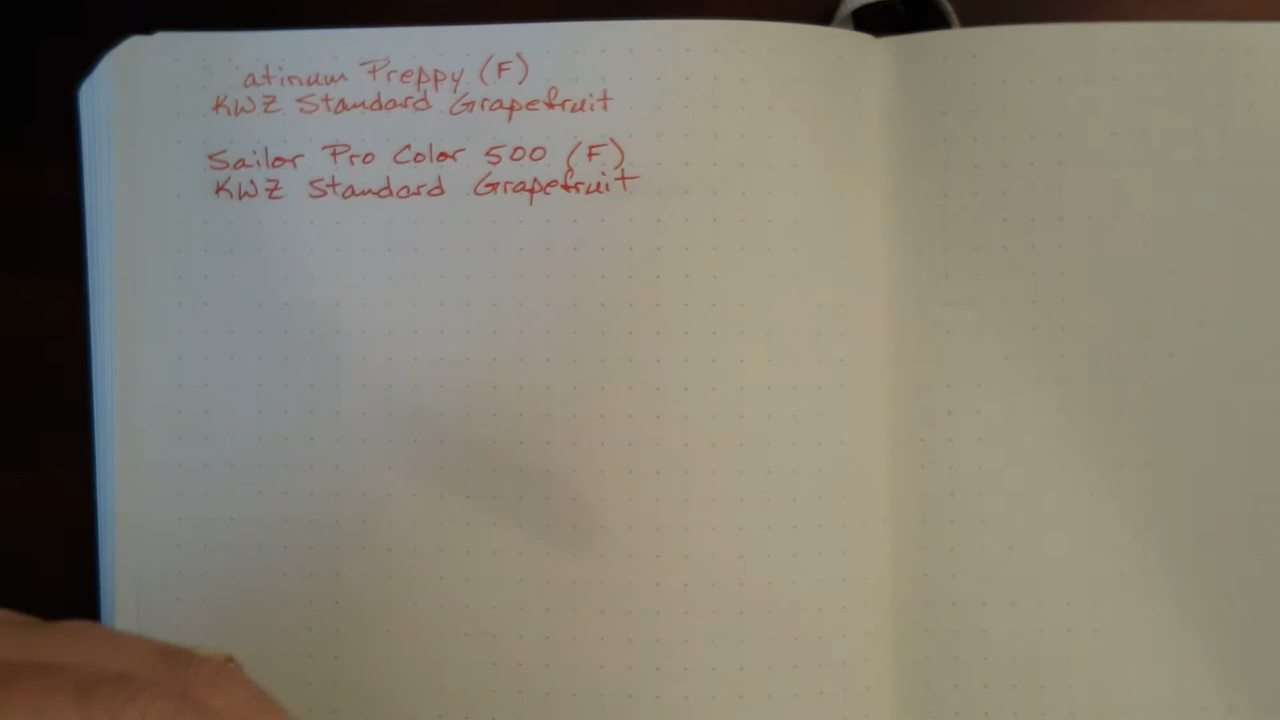 atinum Preppy (F)
KWZ Standard Grapefruit
Sailor Pro Color 500 (F)
KWZ Standard Grapefruit